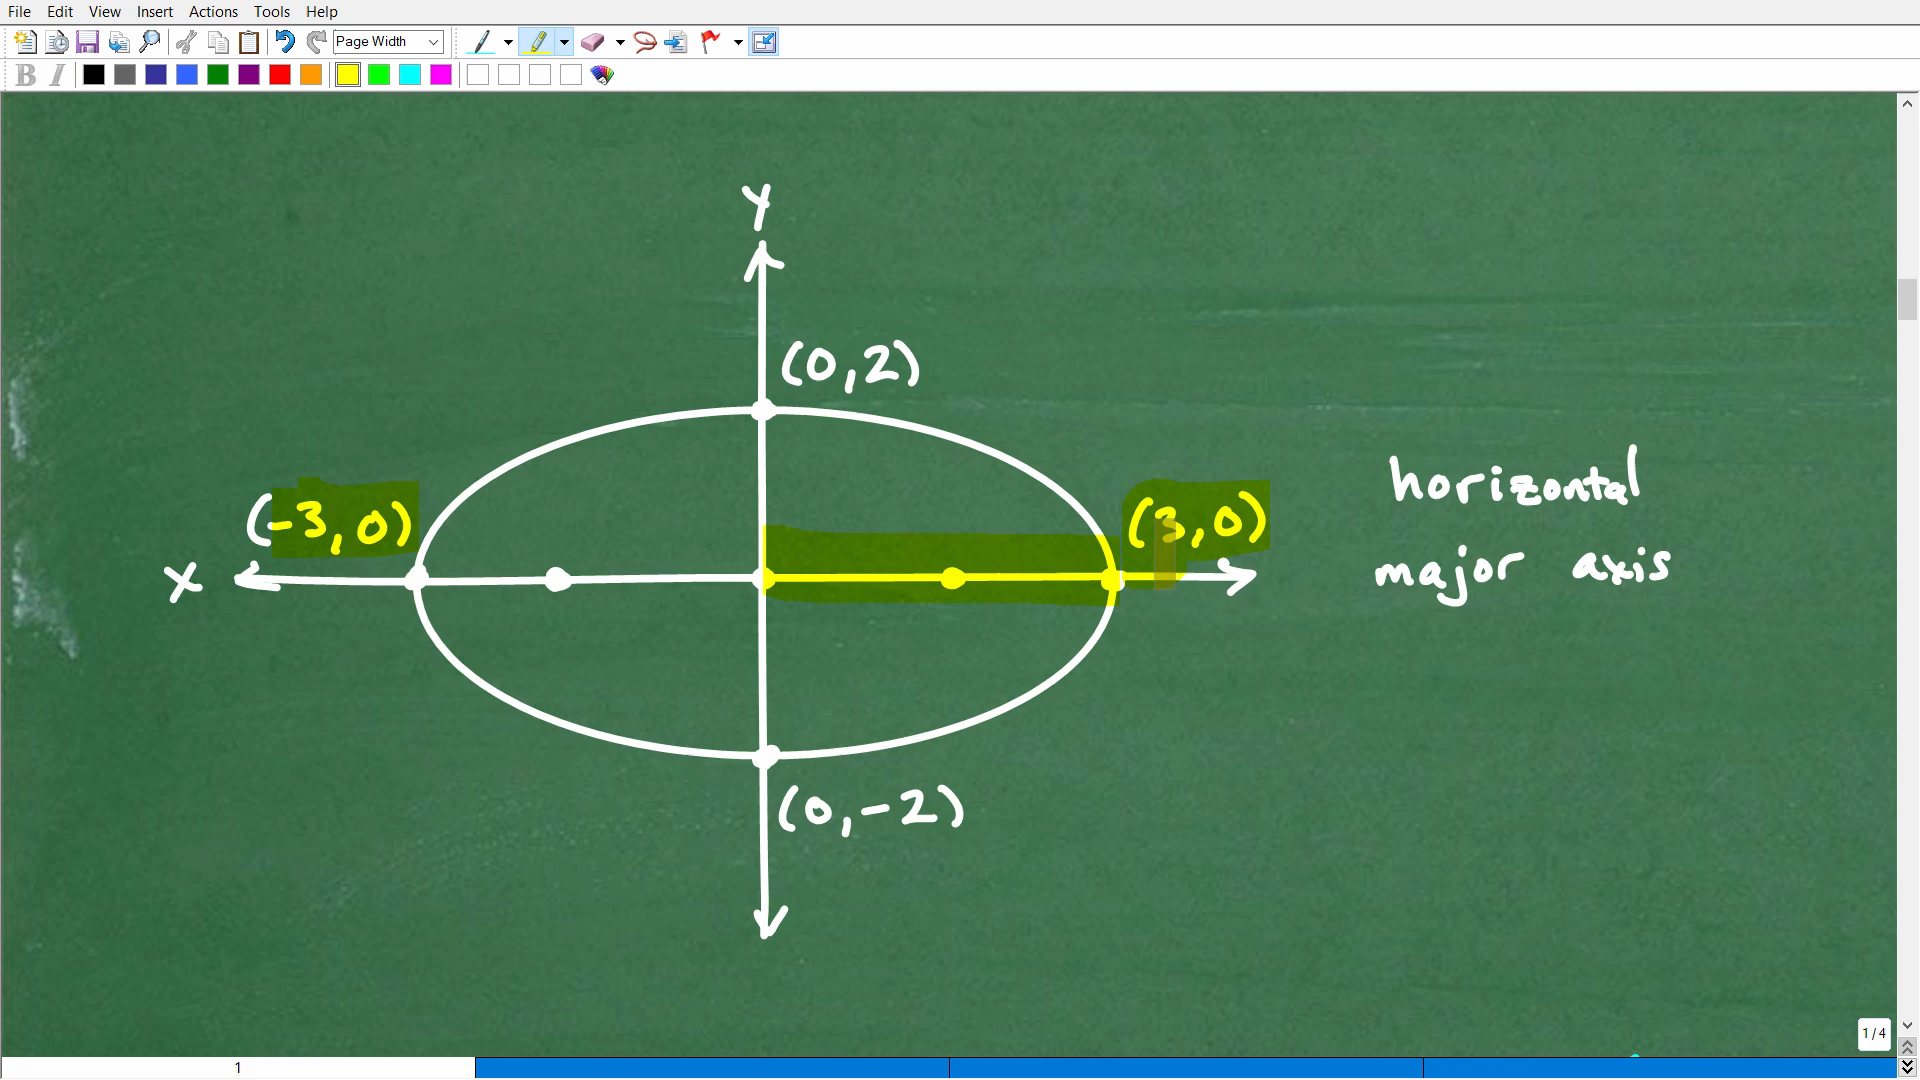 File Edit View Insert Actions Tools Help
Page Width
B I
Y
(0,2)
(-3,0)
(3,0)
horizontal
X
major axis
(0,-2)
1 / 4
1